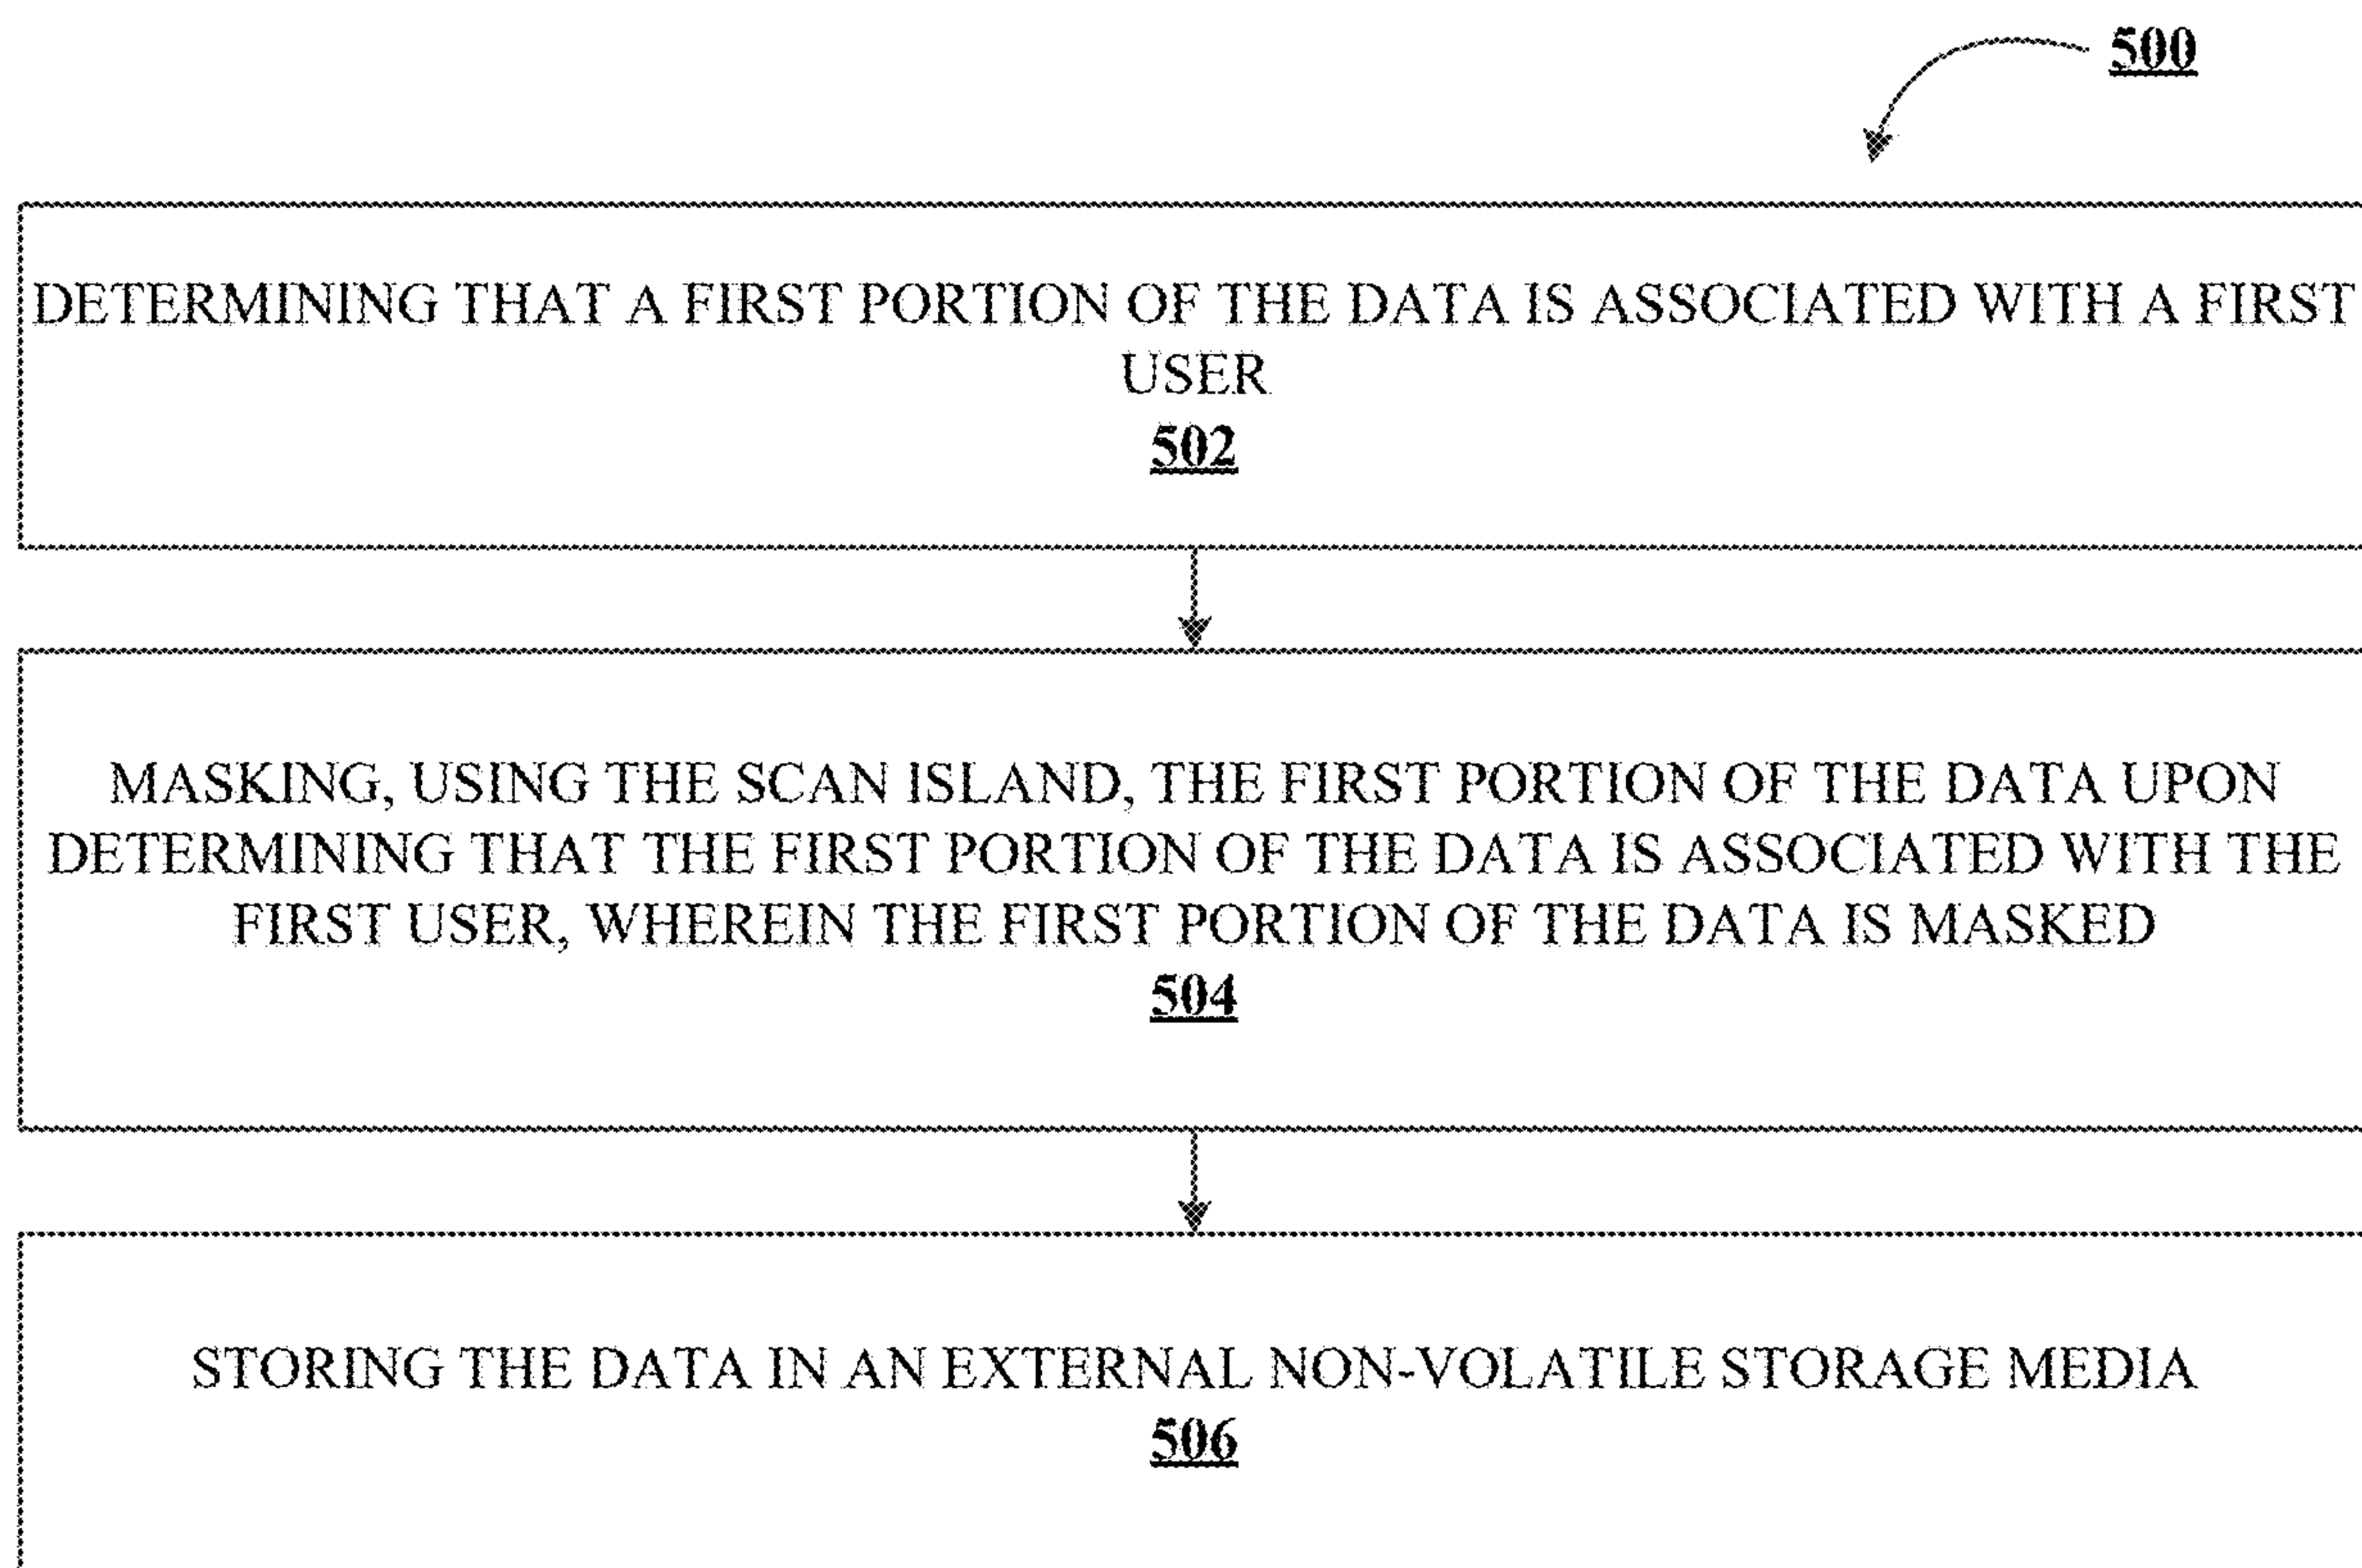 500
DETERMINING THAT A FIRST PORTION OF THE DATA IS ASSOCIATED WITH A FIRST
USER
502
MASKING, USING THE SCAN ISLAND, THE FIRST PORTION OF THE DATA UPON
DETERMINING THAT THE FIRST PORTION OF THE DATA IS ASSOCIATED WITH THE
FIRST USER, WHEREIN THE FIRST PORTION OF THE DATA IS MASKED
504
STORING THE DATA IN AN EXTERNAL NON-VOLATILE STORAGE MEDIA
506